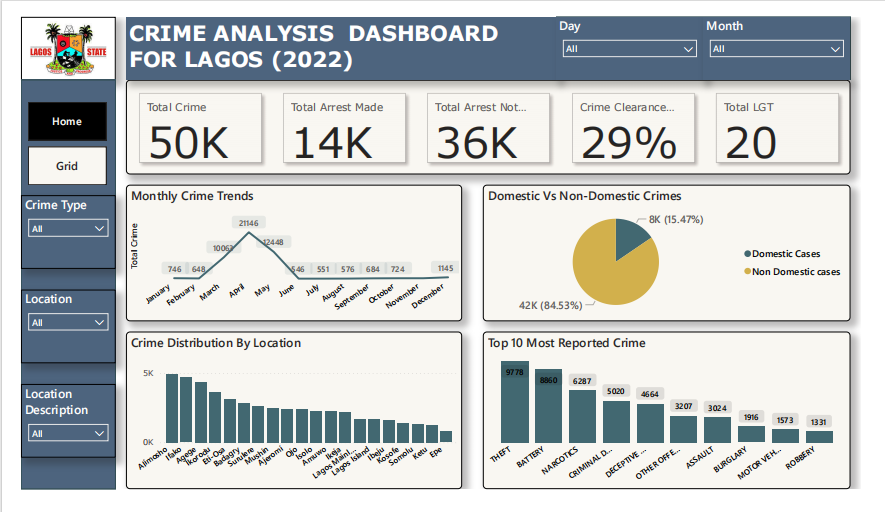 LAGOS STATE
CRIME ANALYSIS DASHBOARD
FOR LAGOS (2022)
Day
All
Month
All
Home
Grid
Crime Type
All
Location
All
Location
Description
All
Total Crime
50K
Total Arrest Made
14K
Total Arrest Not...
36K
Crime Clearance...
29%
Total LGT
20
Monthly Crime Trends
Total Crime
746
648
10063
21146
12448
546
551
576
684
724
1145
January
February
March
April
May
June
July
August
September
October
November
December
Domestic Vs Non-Domestic Crimes
8K (15.47%)
42K (84.53%)
Domestic Cases
Non Domestic cases
Crime Distribution By Location
5K
0K
Alimosho
Ifako
Agege
Ikorodu
Eti-Osa
Badagry
Surulere
Mushin
Ajeromi
Ojo
Isolo
Amuwo
Ikeja
Lagos Mainl...
Lagos Island
Ibeju
Kosofe
Somolu
Ketu
Epe
Top 10 Most Reported Crime
9778
8860
6287
5020
4664
3207
3024
1916
1573
1331
THEFT
BATTERY
NARCOTICS
CRIMINAL D...
DECEPTIVE ...
OTHER OFFE...
ASSAULT
BURGLARY
MOTOR VEH...
ROBBERY